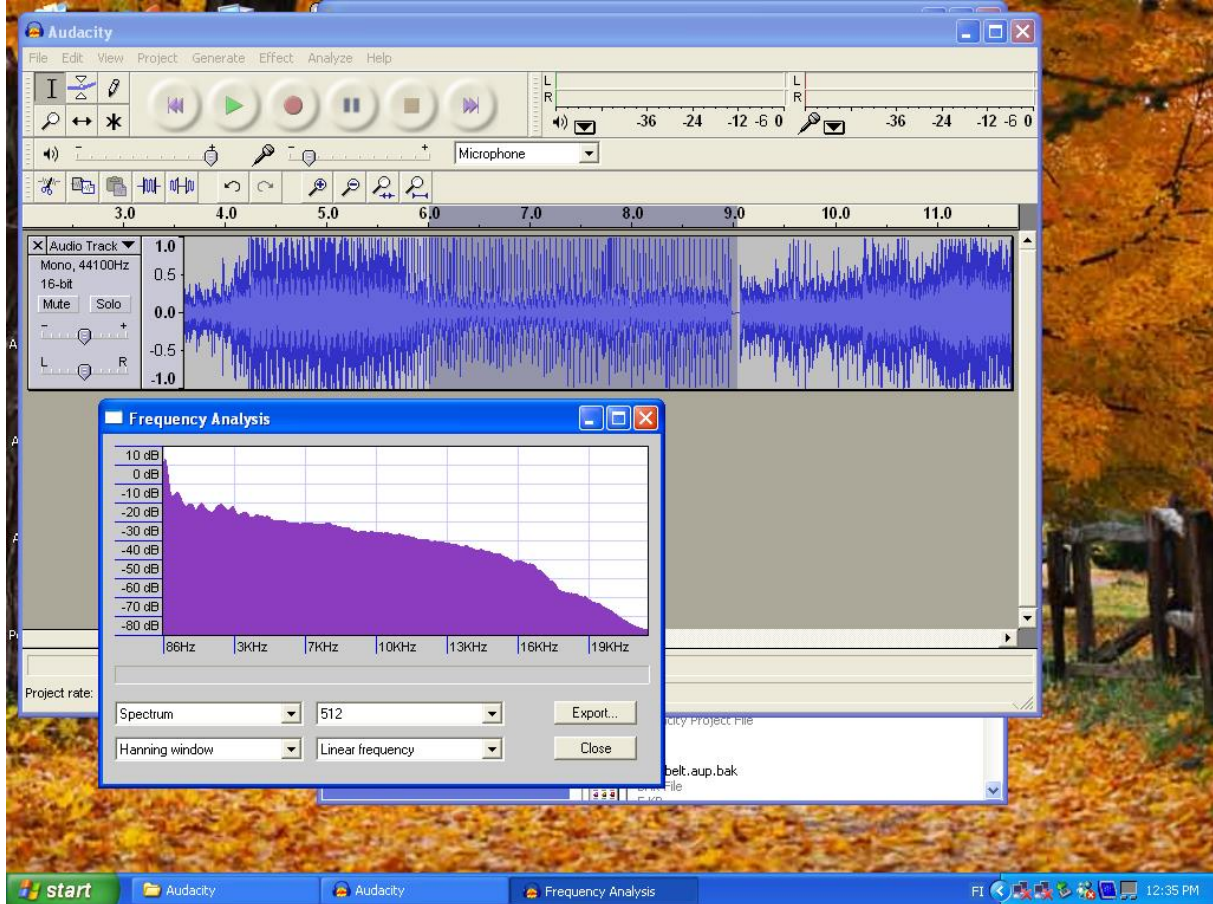 Audacity
File Edit View Project Generate Effect Analyze Help
L
R
-36 -24 -12 -6 0
L
R
-36 -24 -12 -6 0
Microphone
3.0 4.0 5.0 6.0 7.0 8.0 9.0 10.0 11.0
Audio Track
Mono, 44100Hz
16-bit
Mute Solo
- +
L R
1.0
0.5
0.0
-0.5
-1.0
Frequency Analysis
10 dB
0 dB
-10 dB
-20 dB
-30 dB
-40 dB
-50 dB
-60 dB
-70 dB
-80 dB
86Hz 3KHz 7KHz 10KHz 13KHz 16KHz 19KHz
Project rate:
Spectrum 512 Export...
Hanning window Linear frequency Close
Project File
belt.aup.bak
File
start Audacity Audacity Frequency Analysis FI 12:35 PM